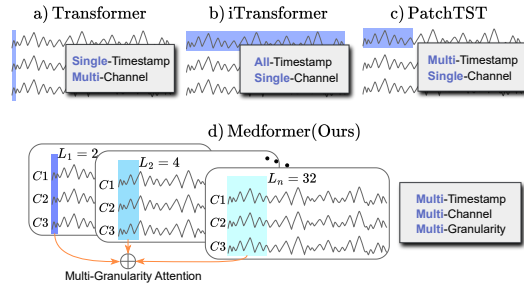 a) Transformer
b) iTransformer
c) PatchTST
Single-Timestamp
Multi-Channel
All-Timestamp
Single-Channel
Multi-Timestamp
Single-Channel
d) Medformer(Ours)
L₁ = 2
C1
C2
C3
L₂ = 4
C1
C2
C3
Lₙ = 32
C1
C2
C3
Multi-Timestamp
Multi-Channel
Multi-Granularity
Multi-Granularity Attention